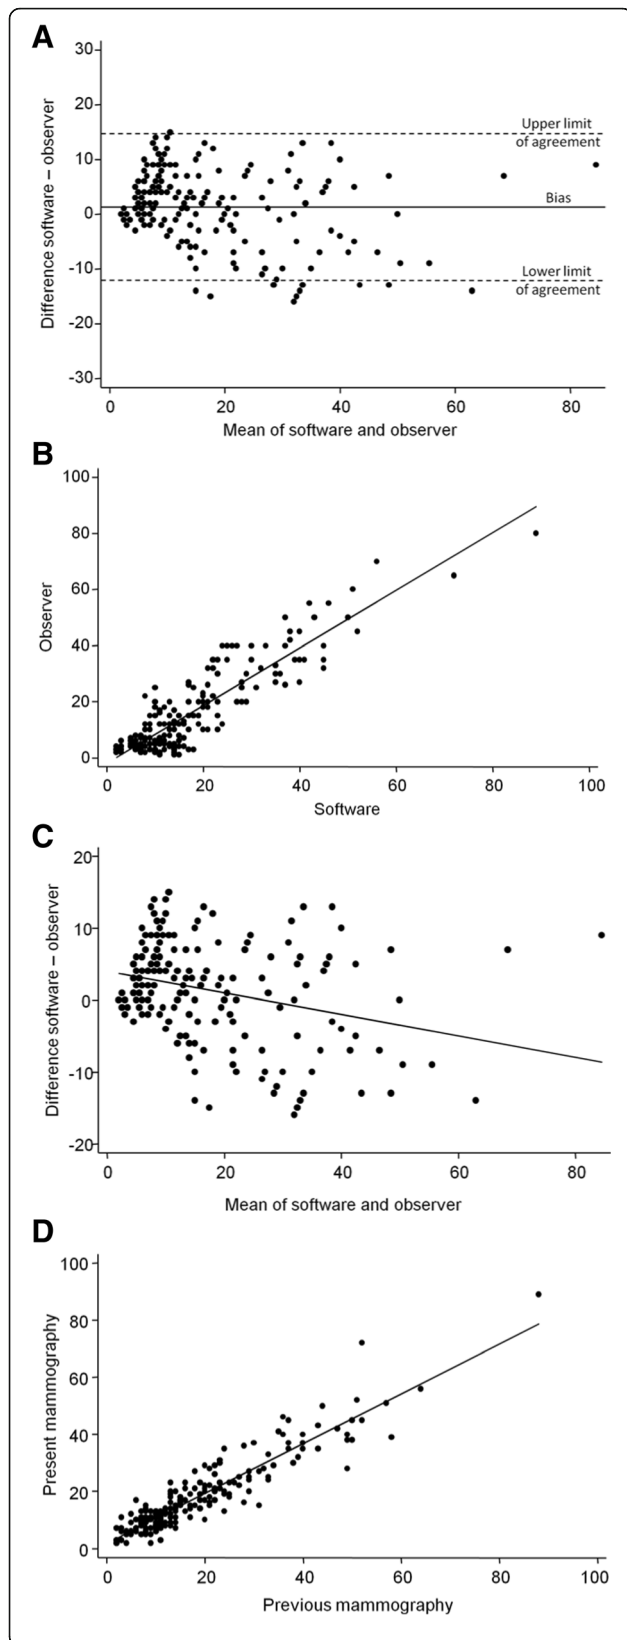 A
30
20
10
0
-10
-20
-30
Difference software – observer
Upper limit
of agreement
Bias
Lower limit
of agreement
0 20 40 60 80
Mean of software and observer
B
100
80
60
40
20
0
Observer
0 20 40 60 80 100
Software
C
20
10
0
-10
-20
Difference software – observer
0 20 40 60 80
Mean of software and observer
D
100
80
60
40
20
0
Present mammography
0 20 40 60 80 100
Previous mammography